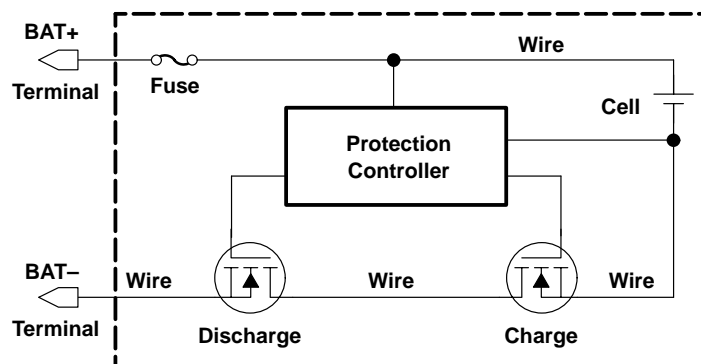 BAT+
Terminal
Fuse
Wire
Cell
Protection
Controller
BAT–
Terminal
Wire
Wire
Wire
Discharge
Charge